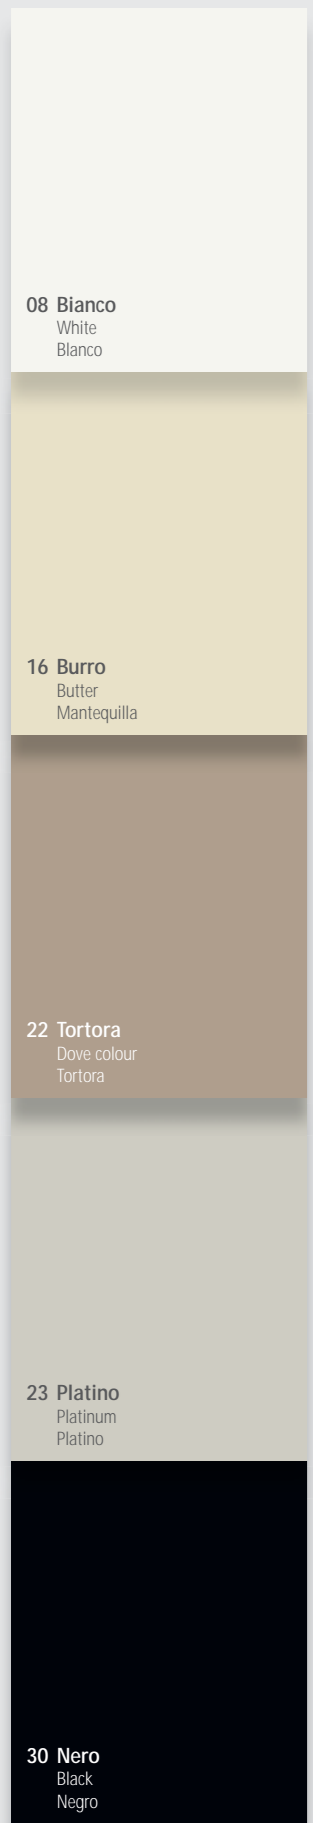 08 Bianco
White
Blanco
16 Burro
Butter
Mantequilla
22 Tortora
Dove colour
Tortora
23 Platino
Platinum
Platino
30 Nero
Black
Negro